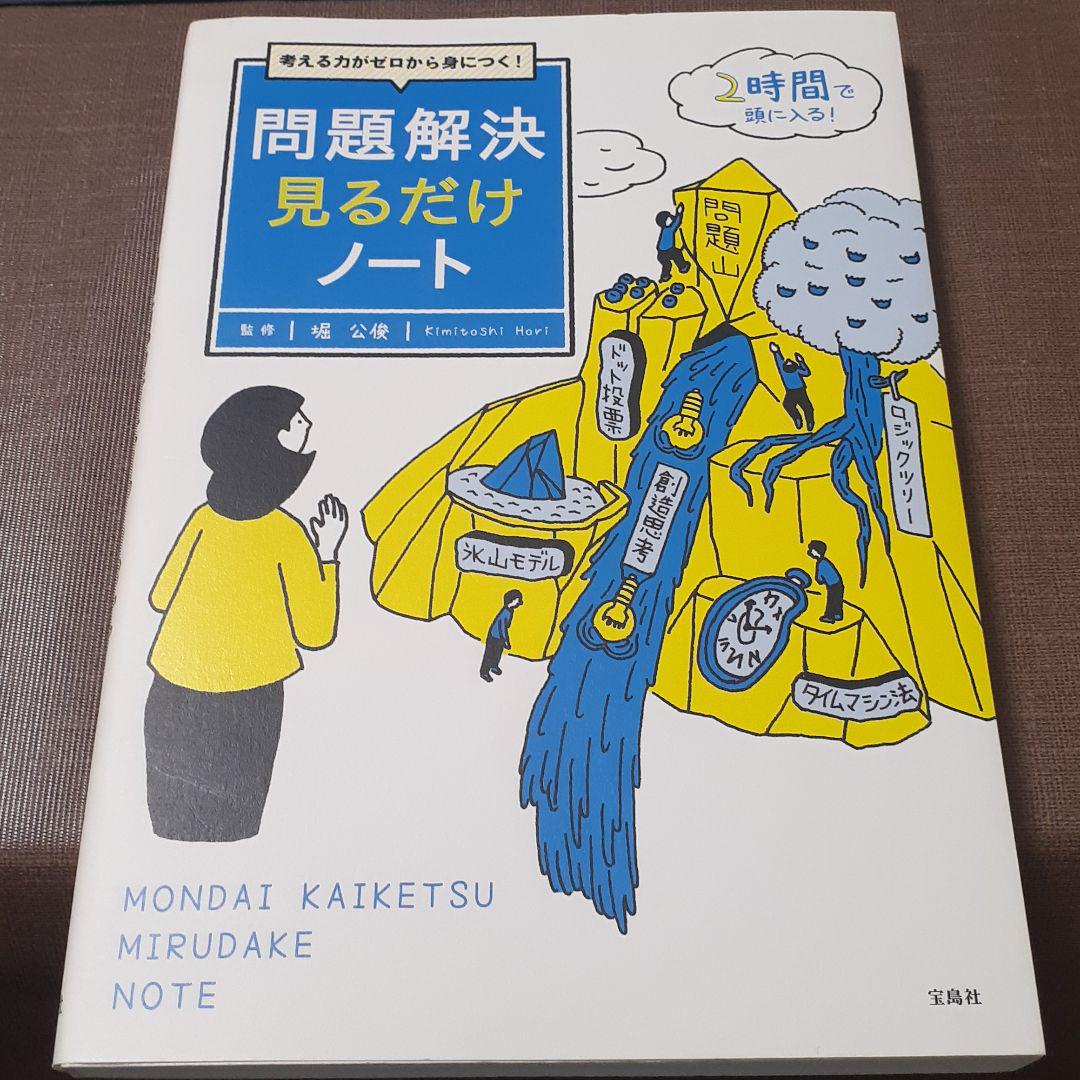 考える力がゼロから身につく!
問題解決
見るだけ
ノート
監修 | 堀 公俊 | Kimitoshi Hori
2時間で
頭に入る!
問題山
ドット投票
ロジックツリー
創造思考
氷山モデル
タイムマシン法
MONDAI KAIKETSU
MIRUDAKE
NOTE
宝島社